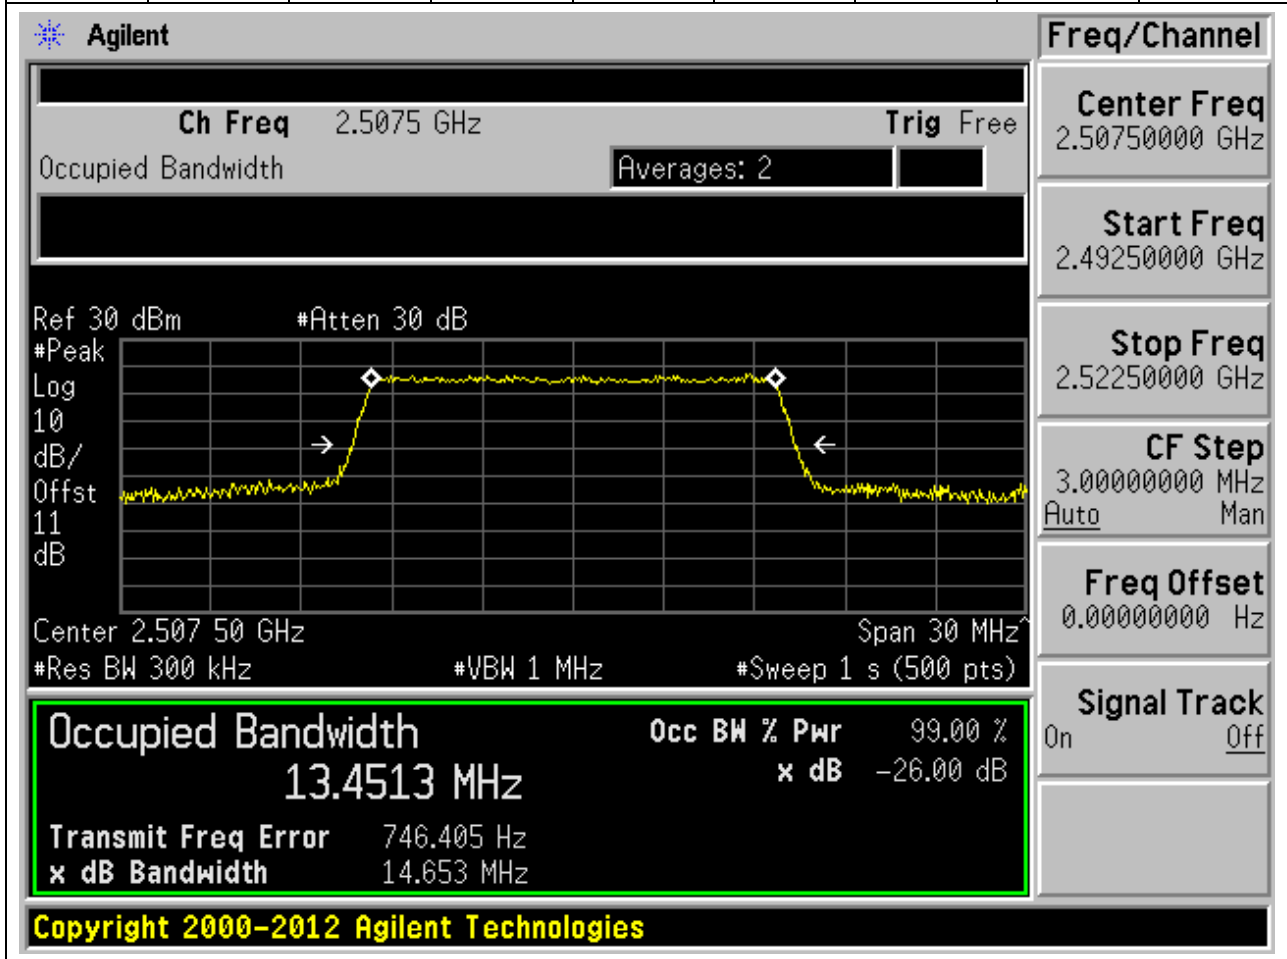 Agilent
Freq/Channel
Ch Freq 2.5075 GHz Trig Free
Occupied Bandwidth Averages: 2
Center Freq
2.50750000 GHz
Start Freq
2.49250000 GHz
Ref 30 dBm #Atten 30 dB
#Peak
Log
10
dB/
Offst
11
dB
Stop Freq
2.52250000 GHz
CF Step
3.00000000 MHz
Auto Man
Freq Offset
0.00000000 Hz
Center 2.507 50 GHz Span 30 MHz^
#Res BW 300 kHz #VBW 1 MHz #Sweep 1 s (500 pts)
Signal Track
On Off
Occupied Bandwidth Occ BW % Pwr 99.00 %
13.4513 MHz x dB -26.00 dB
Transmit Freq Error 746.405 Hz
x dB Bandwidth 14.653 MHz
Copyright 2000-2012 Agilent Technologies